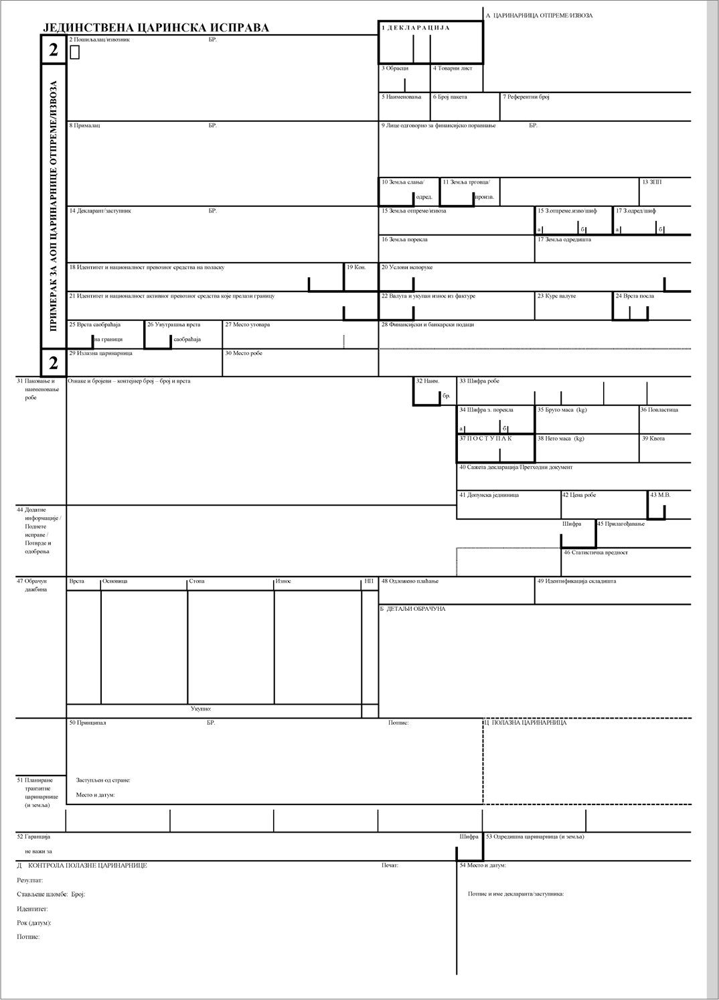 А ЦАРИНАРНИЦА ОТПРЕМЕ/ИЗВОЗА
ЈЕДИНСТВЕНА ЦАРИНСКА ИСПРАВА
1 Д Е К Л А Р А Ц И Ј А
2
2 Пошиљалац/извозник БР.
3 Обрасци 4 Товарни лист
ПРИМЕРАК ЗА АОП ЦАРИНАРНИЦЕ ОТПРЕМЕ/ИЗВОЗА
5 Наименовања 6 Број пакета 7 Референтни број
8 Прималац БР. 9 Лице одговорно за финансијско поравнање БР.
10 Земља слања/ 11 Земља трговца/ 13 ЗПП
одред. произв.
14 Декларант/заступник БР. 15 Земља отпреме/извоза 15 З.отпреме.изво/шиф 17 З.одред/шиф
а б а б
16 Земља порекла 17 Земља одредишта
18 Идентитет и националност превозног средства на поласку 19 Кон. 20 Услови испоруке
21 Идентитет и националност активног превозног средства које прелази границу 22 Валута и укупан износ из фактуре 23 Курс валуте 24 Врста посла
25 Врста саобраћаја 26 Унутрашња врста 27 Место утовара 28 Финансијски и банкарски подаци
на граници саобраћаја
2
29 Излазна царинарница 30 Место робе
31 Паковање и Ознаке и бројеви – контејнер број – број и врста 32 Наим. 33 Шифра робе
наименовање
робе
бр.
34 Шифра з. порекла 35 Бруто маса (kg) 36 Повластица
а б
37 П О С Т У П А К 38 Нето маса (kg) 39 Квота
40 Сажета декларација/Претходни документ
41 Допунска једниница 42 Цена робе 43 М.В.
44 Додатне
информације /
Поднете
исправе /
Потврде и
одобрења
Шифра 45 Прилагођавање
46 Статистичка вредност
47 Обрачун
дажбина
Врста Основица Стопа Износ НП 48 Одложено плаћање 49 Идентификација складишта
Б ДЕТАЉИ ОБРАЧУНА
Укупно:
50 Принципал БР. Потпис: Ц ПОЛАЗНА ЦАРИНАРНИЦА
51 Планиране
транзитне
царинарнице
(и земља)
Заступљен од стране:
Место и датум:
52 Гаранција Шифра 53 Одредишна царинарница (и земља)
не важи за
Д КОНТРОЛА ПОЛАЗНЕ ЦАРИНАРНИЦЕ Печат: 54 Место и датум:
Резултат:
Стављене пломбе: Број: Потпис и име декларанта/заступника:
Идентитет:
Рок (датум):
Потпис: